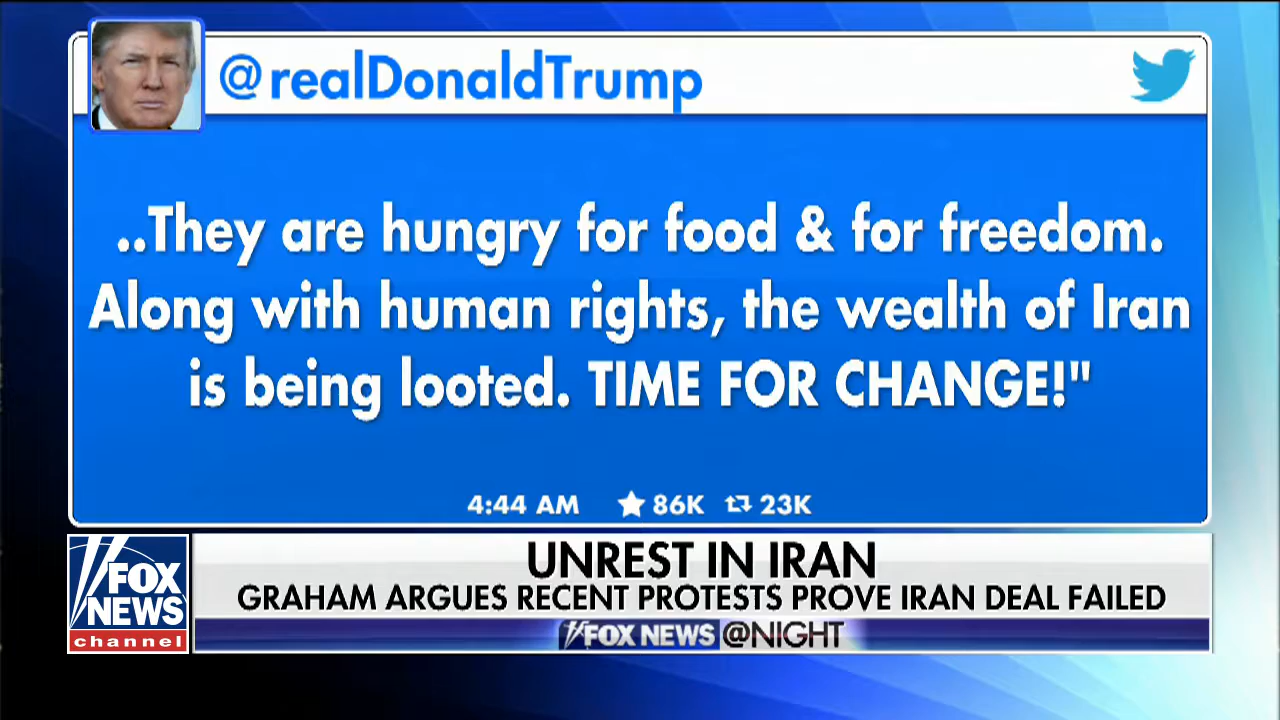 @realDonaldTrump
..They are hungry for food & for freedom.
Along with human rights, the wealth of Iran
is being looted. TIME FOR CHANGE!"
4:44 AM 86K 23K
UNREST IN IRAN
GRAHAM ARGUES RECENT PROTESTS PROVE IRAN DEAL FAILED
FOX
NEWS
channel
FOX NEWS @NIGHT